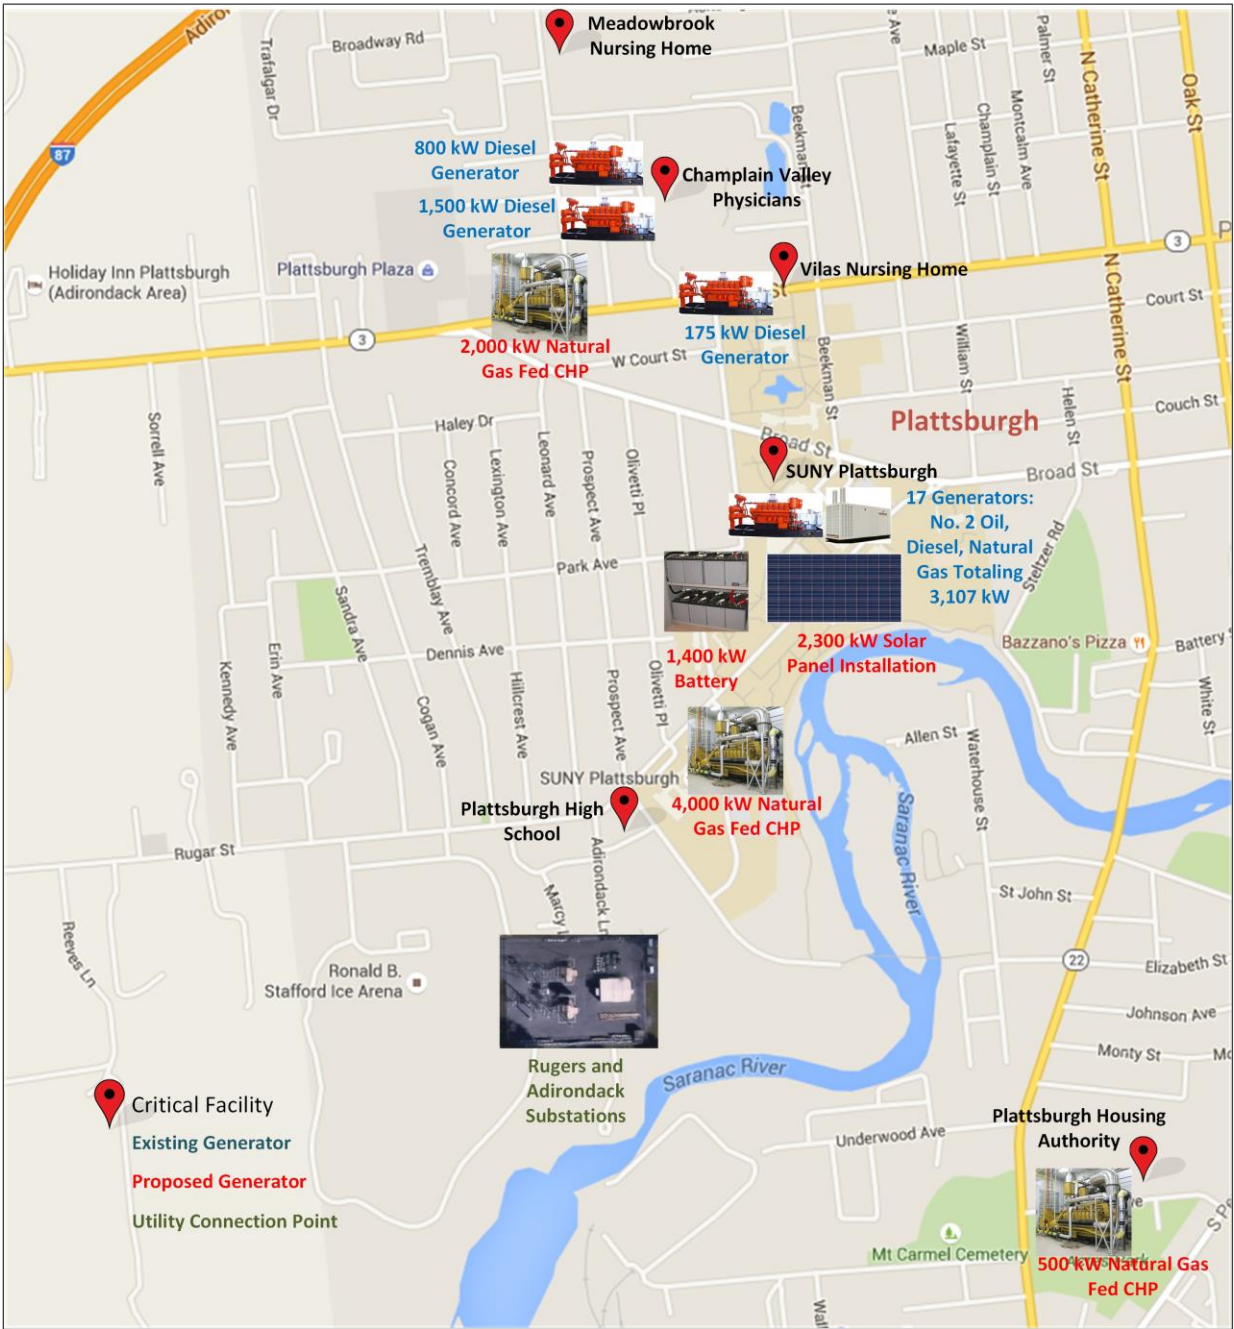 Meadowbrook
Nursing Home
Broadway Rd
Trafalgar Dr
87
Maple St
Palmer St
N Catherine St
Oak St
Beekman St
Lafayette St
Champlain St
Montcalm Ave
800 kW Diesel
Generator
Champlain Valley
Physicians
1,500 kW Diesel
Generator
3
Holiday Inn Plattsburgh
(Adirondack Area)
Plattsburgh Plaza
Vilas Nursing Home
N Catherine St
Court St
3
2,000 kW Natural
Gas Fed CHP
175 kW Diesel
Generator
W Court St
Beekman St
William St
Helen St
Couch St
Sorrell Ave
Haley Dr
Concord Ave
Lexington Ave
Leonard Ave
Prospect Ave
Olivetti Pl
Broad St
Plattsburgh
Broad St
SUNY Plattsburgh
17 Generators:
No. 2 Oil,
Diesel, Natural
Gas Totaling
3,107 kW
Steltzer Rd
Park Ave
Tremblay Ave
Sandra Ave
Erin Ave
Kennedy Ave
Dennis Ave
1,400 kW
Battery
2,300 kW Solar
Panel Installation
Bazzano's Pizza
Battery S
White St
Cogan Ave
Hillcrest Ave
Prospect Ave
Olivetti Pl
Allen St
Waterhouse St
SUNY Plattsburgh
Plattsburgh High
School
4,000 kW Natural
Gas Fed CHP
Saranac River
Rugar St
Adirondack Ln
Marcy L
St John St
Reeves Ln
Ronald B.
Stafford Ice Arena
22
Elizabeth St
Johnson Ave
Monty St
Rugers and
Adirondack
Substations
Saranac River
Critical Facility
Existing Generator
Proposed Generator
Utility Connection Point
Plattsburgh Housing
Authority
Underwood Ave
Mt Carmel Cemetery
500 kW Natural Gas
Fed CHP